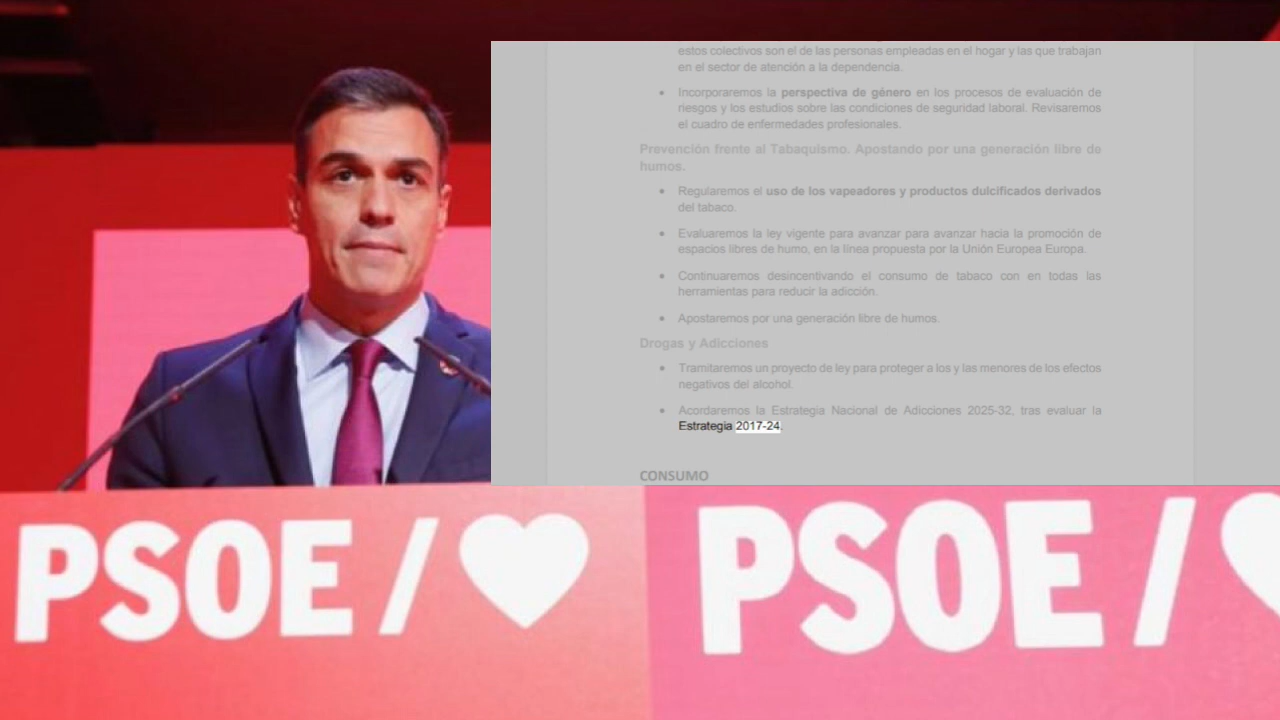 estos colectivos son el de las personas empleadas en el hogar y las que trabajan
en el sector de atención a la dependencia.
• Incorporaremos la perspectiva de género en los procesos de evaluación de
riesgos y los estudios sobre las condiciones de seguridad laboral. Revisaremos
el cuadro de enfermedades profesionales.
Prevención frente al Tabaquismo. Apostando por una generación libre de
humos.
• Regularemos el uso de los vapeadores y productos dulcificados derivados
del tabaco.
• Evaluaremos la ley vigente para avanzar para avanzar hacia la promoción de
espacios libres de humo, en la línea propuesta por la Unión Europea Europa.
• Continuaremos desincentivando el consumo de tabaco con en todas las
herramientas para reducir la adicción.
• Apostaremos por una generación libre de humos.
Drogas y Adicciones
• Tramitaremos un proyecto de ley para proteger a los y las menores de los efectos
negativos del alcohol.
• Acordaremos la Estrategia Nacional de Adicciones 2025-32, tras evaluar la
Estrategia 2017-24.
CONSUMO
PSOE /
PSOE /